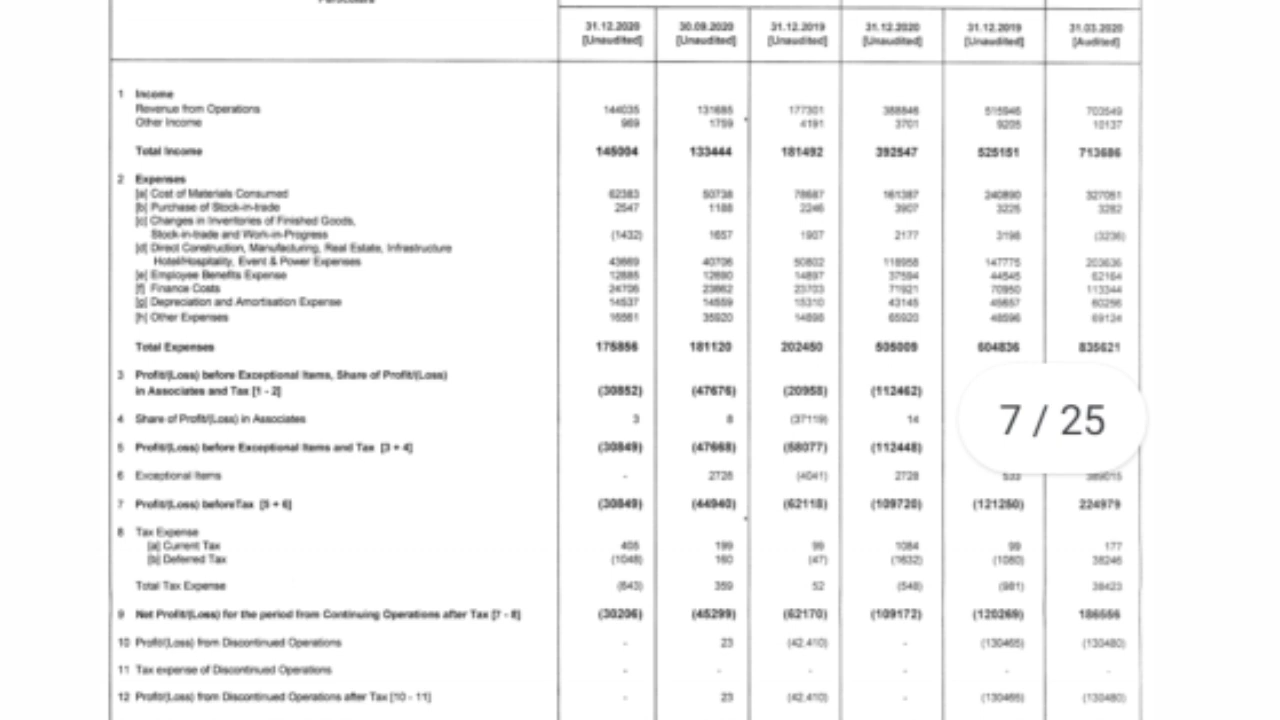 Particulars
31.12.2020 30.09.2020 31.12.2019 31.12.2020 31.12.2019 31.03.2020
[Unaudited] [Unaudited] [Unaudited] [Unaudited] [Unaudited] [Audited]
1 Income
Revenue from Operations 144035 131685 177301 388846 515946 703549
Other Income 969 1759 4191 3701 9205 10137
Total Income 145004 133444 181492 392547 525151 713686
2 Expenses
[a] Cost of Materials Consumed 62383 50738 78687 161387 240890 327051
[b] Purchase of Stock-in-trade 2547 1188 2246 3907 3225 3282
[c] Changes in Inventories of Finished Goods,
Stock-in-trade and Work-in-Progress (1432) 1657 1907 2177 3198 (3236)
[d] Direct Construction, Manufacturing, Real Estate, Infrastructure
Hotel/Hospitality, Event & Power Expenses 43669 40706 50802 118958 147775 203636
[e] Employee Benefits Expense 12885 12690 14897 37594 44545 62164
[f] Finance Costs 24706 23862 23703 71921 70950 113344
[g] Depreciation and Amortisation Expense 14537 14559 15310 43145 45657 60256
[h] Other Expenses 16561 35920 14898 65920 48596 69124
Total Expenses 175856 181120 202450 505009 604836 835621
3 Profit/(Loss) before Exceptional Items, Share of Profit/(Loss)
in Associates and Tax [1 - 2] (30852) (47676) (20958) (112462)
4 Share of Profit/(Loss) in Associates 3 8 (37119) 14
7 / 25
5 Profit/(Loss) before Exceptional Items and Tax [3 + 4] (30849) (47668) (58077) (112448)
6 Exceptional Items - 2728 (4041) 2728 533 389015
7 Profit/(Loss) beforeTax [5 + 6] (30849) (44940) (62118) (109720) (121250) 224979
8 Tax Expense
[a] Current Tax 405 199 99 1084 99 177
[b] Deferred Tax (1048) 160 (47) (1632) (1080) 38246
Total Tax Expense (643) 359 52 (548) (981) 38423
9 Net Profit/(Loss) for the period from Continuing Operations after Tax [7 - 8] (30206) (45299) (62170) (109172) (120269) 186556
10 Profit/(Loss) from Discontinued Operations - 23 (42,410) - (130465) (130480)
11 Tax expense of Discontinued Operations - - - - - -
12 Profit/(Loss) from Discontinued Operations after Tax [10 - 11] - 23 (42,410) - (130465) (130480)